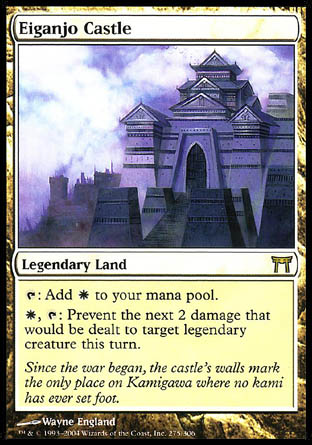 Eiganjo Castle
Legendary Land
: Add to your mana pool.
, : Prevent the next 2 damage that
would be dealt to target legendary
creature this turn.
Since the war began, the castle's walls mark
the only place on Kamigawa where no kami
has ever set foot.
Wayne England
™ & © 1993–2004 Wizards of the Coast, Inc. 275/306